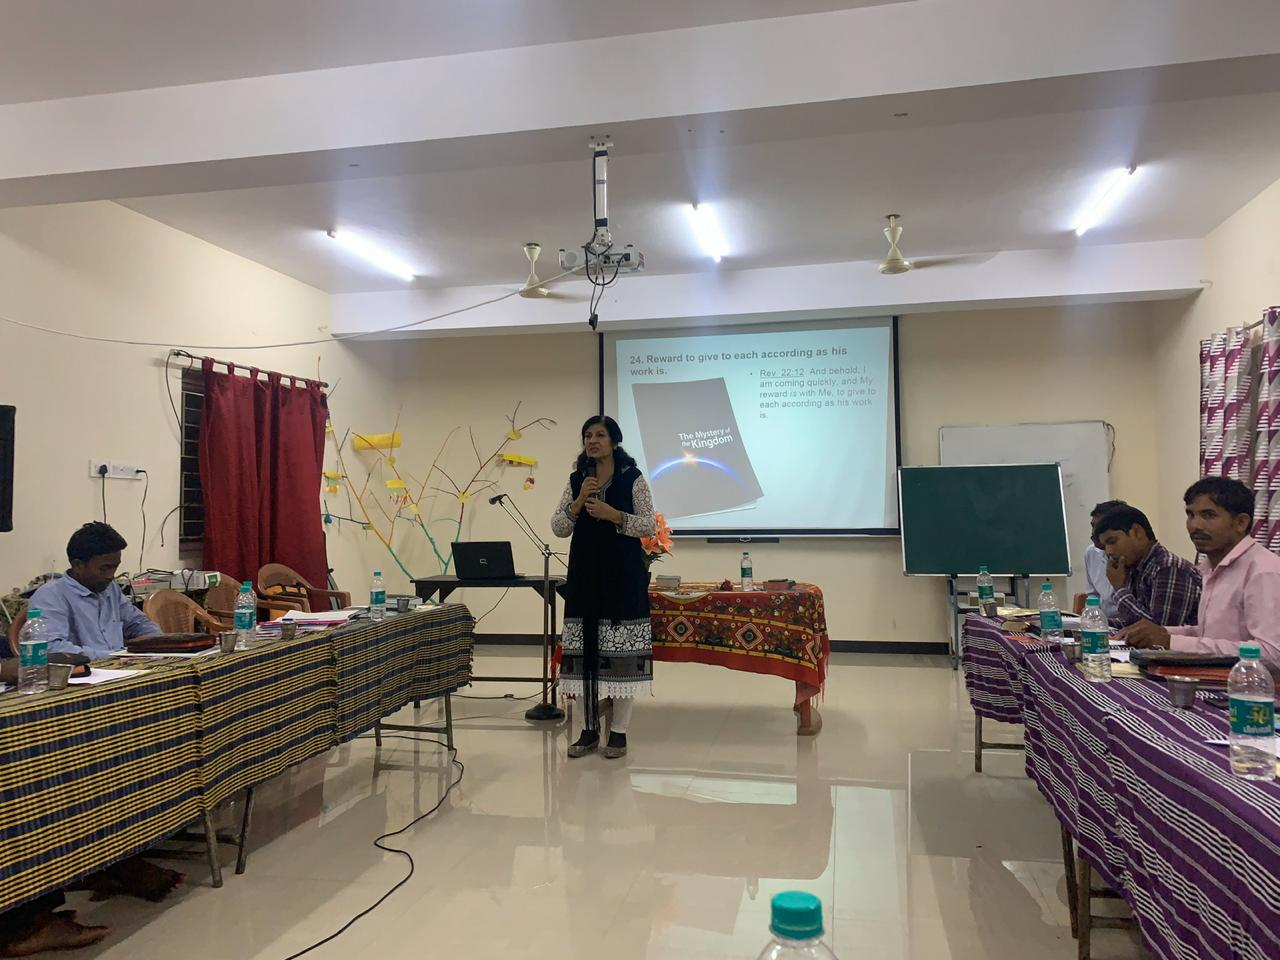 24. Reward to give to each according as his
work is.
• Rev 22:12 And behold, I
am coming quickly, and My
reward is with Me, to give to
each according as his work
is.
The Mystery of
the Kingdom